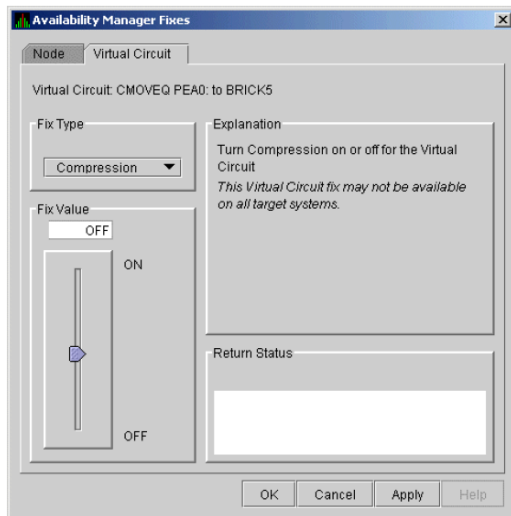 Availability Manager Fixes
Node
Virtual Circuit
Virtual Circuit: CMOVEQ PEA0: to BRICK5
Fix Type
Compression
Explanation
Turn Compression on or off for the Virtual
Circuit
This Virtual Circuit fix may not be available
on all target systems.
Fix Value
OFF
ON
OFF
Return Status
OK
Cancel
Apply
Help